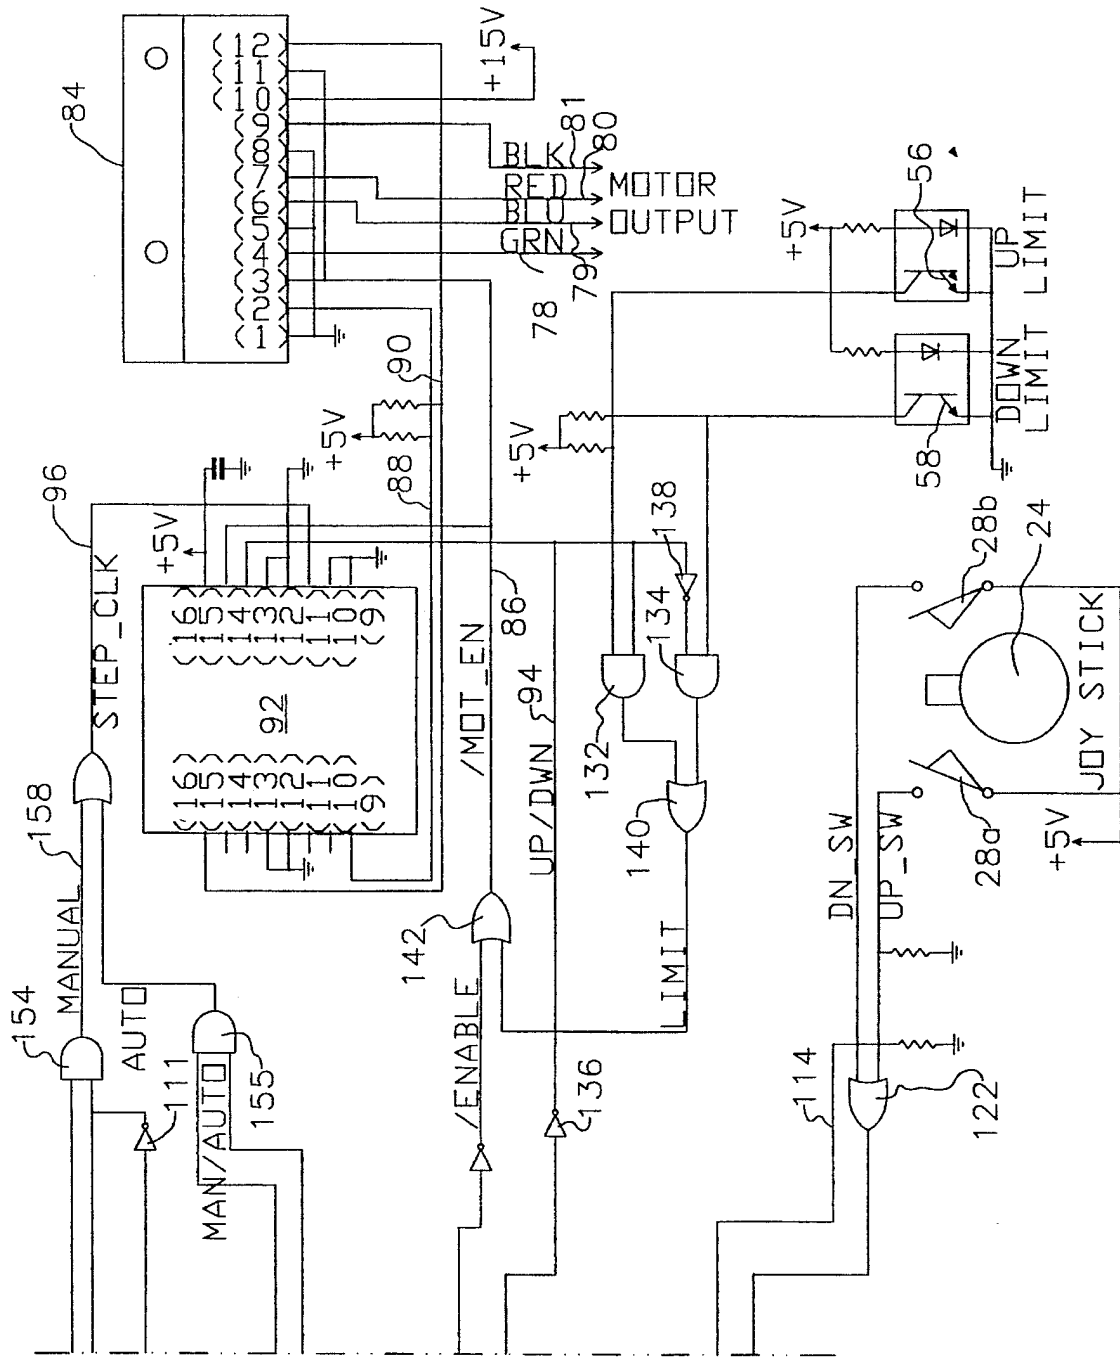 84
( 12 )
( 11 )
( 10 )
( 9 )
( 8 )
( 7 )
( 6 )
( 5 )
( 4 )
( 3 )
( 2 )
( 1 )
+15V
BLK
RED
BLU
GRN
81
80
79
78
MOTOR
OUTPUT
96
STEP_CLK
+5V
+5V
90
88
( 16 )
( 15 )
( 14 )
( 13 )
( 12 )
( 11 )
( 10 )
( 9 )
92
( 16 )
( 15 )
( 14 )
( 13 )
( 12 )
( 11 )
( 10 )
( 9 )
158
MANUAL
154
AUTO
111
MAN/AUTO
155
/MOT_EN
86
142
/ENABLE
UP/DWN
94
136
132
134
138
140
LIMIT
+5V
+5V
56
UP
LIMIT
58
DOWN
LIMIT
DN_SW
UP_SW
114
122
28b
24
28a
JOY STICK
+5V